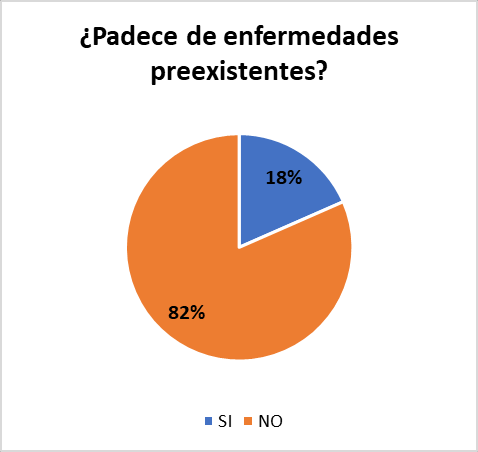 ¿Padece de enfermedades
preexistentes?
18%
82%
SI NO